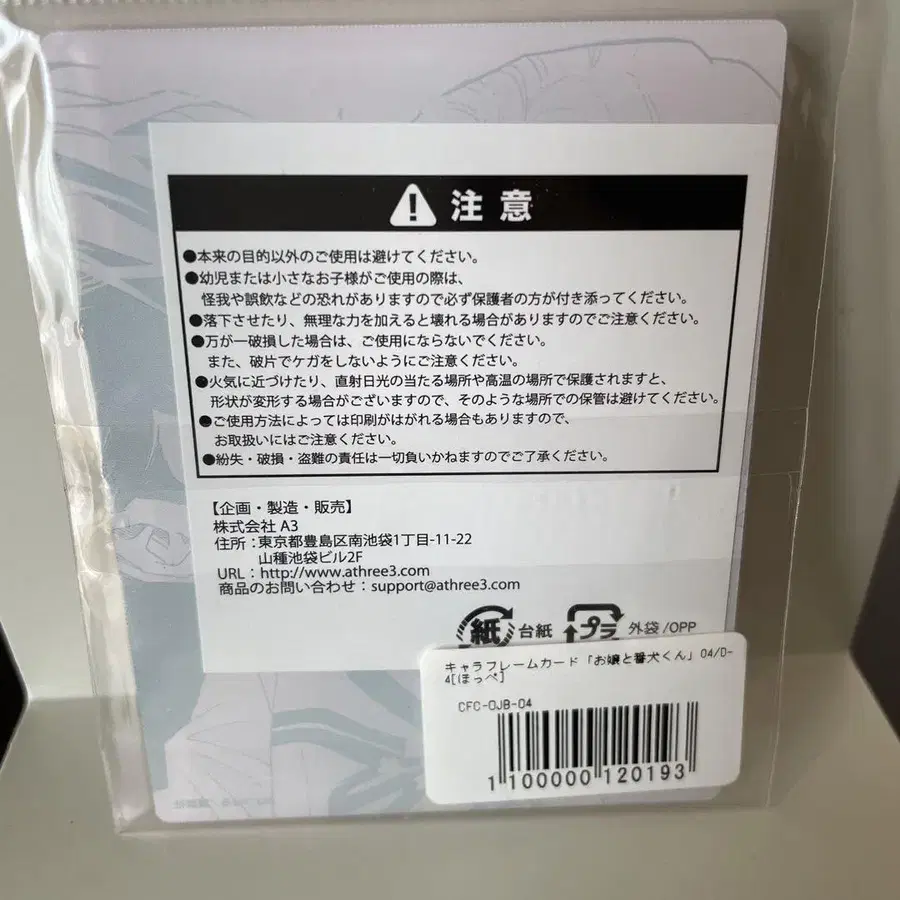 注意
●本来の目的以外のご使用は避けてください。
●幼児または小さなお子様がご使用の際は、
怪我や誤飲などの恐れがありますので必ず保護者の方が付き添ってください。
●落下させたり、無理な力を加えると壊れる場合がありますのでご注意ください。
●万が一破損した場合は、ご使用にならないでください。
また、破片でケガをしないようにご注意ください。
●火気に近づけたり、直射日光の当たる場所や高温の場所で保護されますと、
形状が変形する場合がございますので、そのような場所での保管は避けてください。
●ご使用方法によっては印刷がはがれる場合もありますので、
お取扱いにはご注意ください。
●紛失・破損・盗難の責任は一切負いかねますのでご了承ください。
【企画・製造・販売】
株式会社 A3
住所：東京都豊島区南池袋1丁目-11-22
山種池袋ビル2F
URL：http://www.athree3.com
商品のお問い合わせ：support@athree3.com
紙 台紙 プラ 外袋/OPP
キャラフレームカード「お嬢と番犬くん」04/D-
4[ほっぺ]
CFC-OJB-04
1100000120193